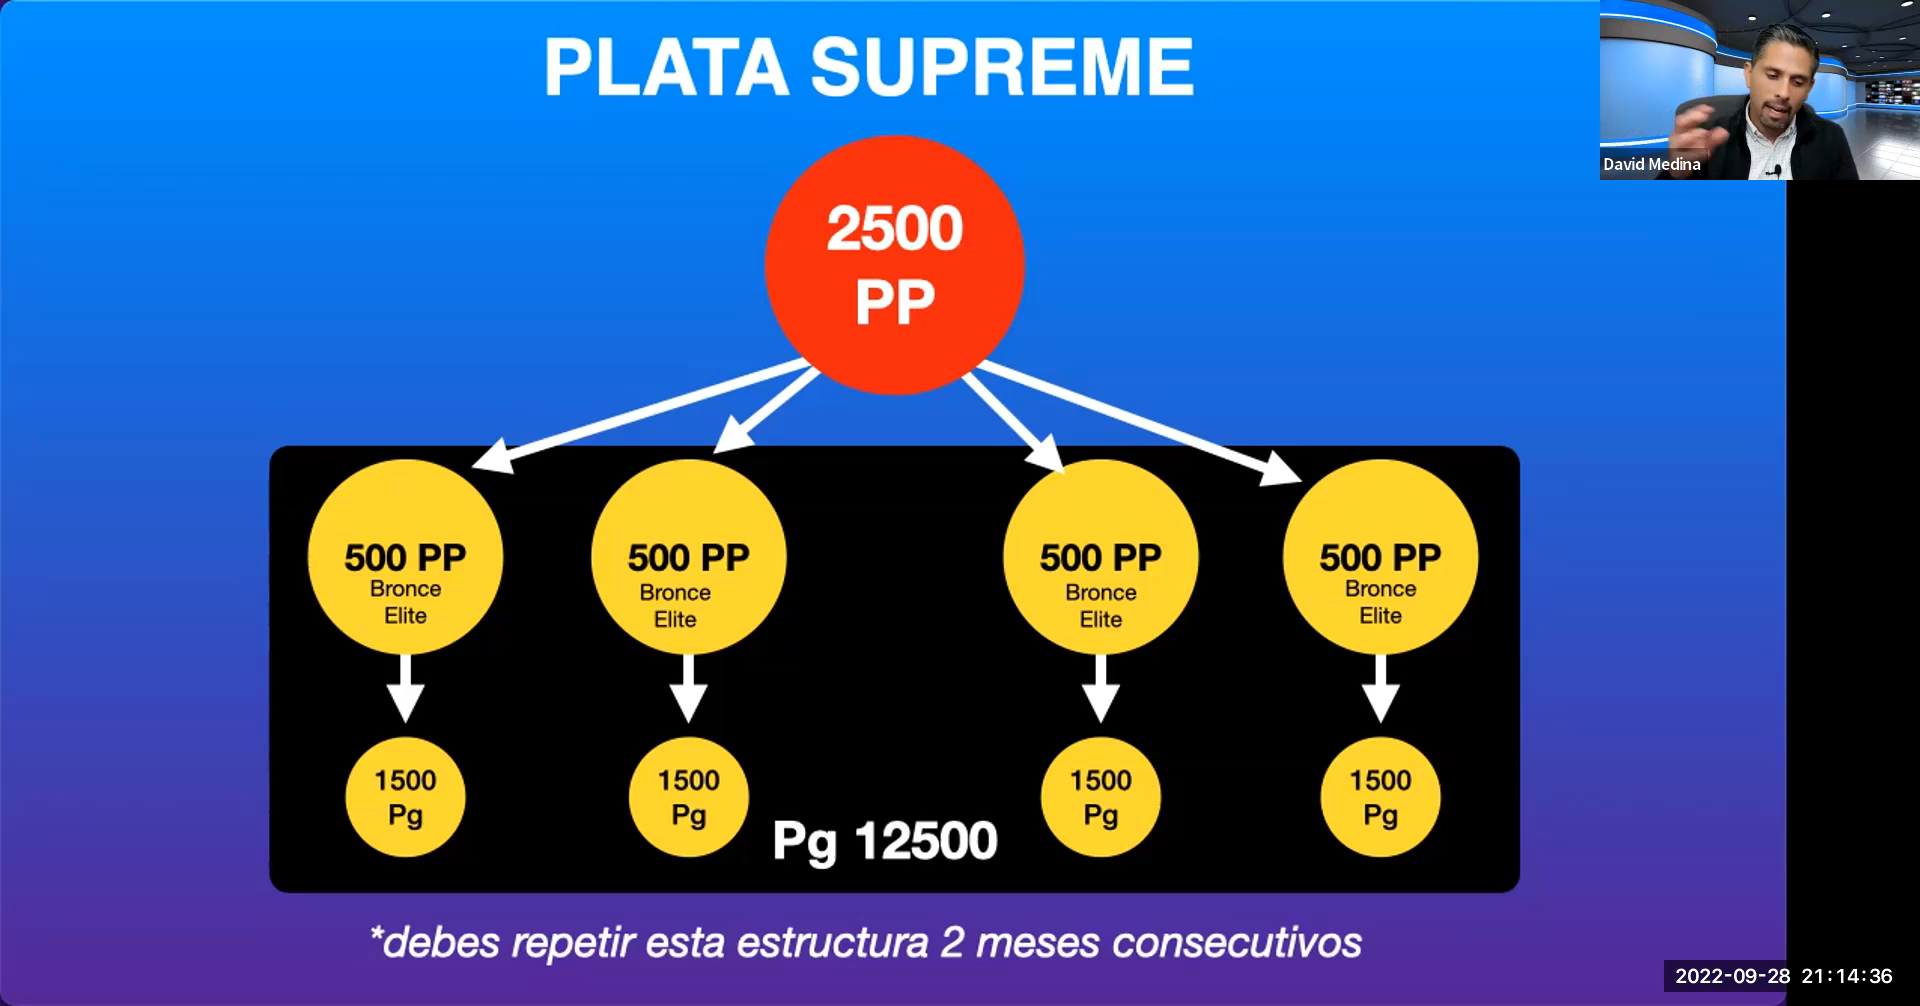 PLATA SUPREME
David Medina
2500
PP
500 PP
Bronce
Elite
500 PP
Bronce
Elite
500 PP
Bronce
Elite
500 PP
Bronce
Elite
1500
Pg
1500
Pg
Pg 12500
1500
Pg
1500
Pg
*debes repetir esta estructura 2 meses consecutivos
2022-09-28 21:14:36